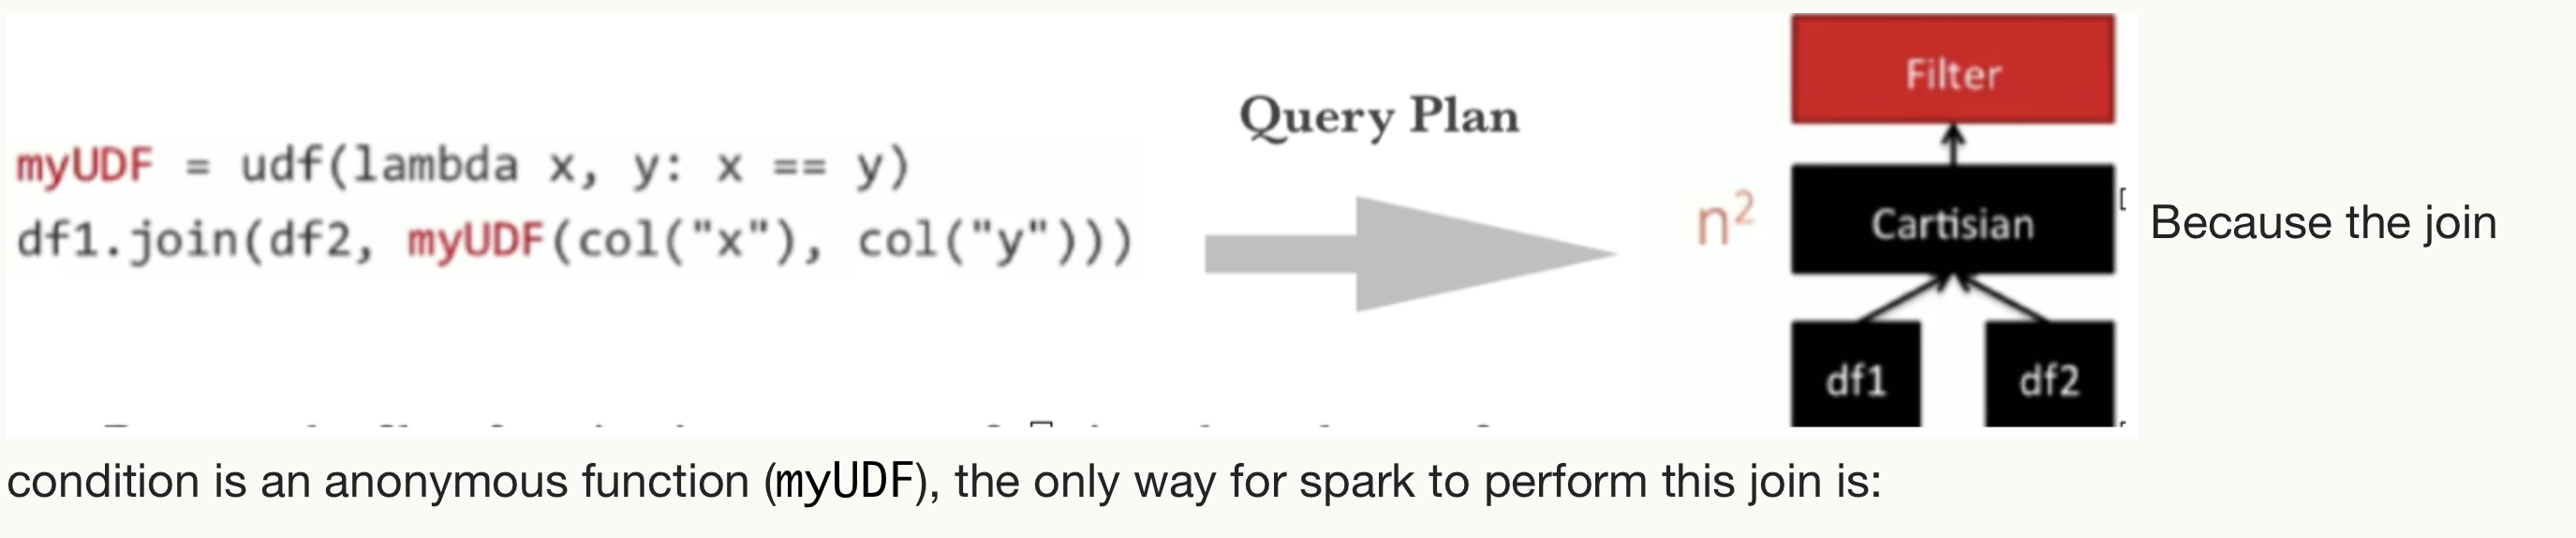 myUDF = udf(lambda x, y: x == y)
df1.join(df2, myUDF(col("x"), col("y")))
Query Plan
n²
Filter
Cartisian
df1 df2
Because the join
condition is an anonymous function (myUDF), the only way for spark to perform this join is: